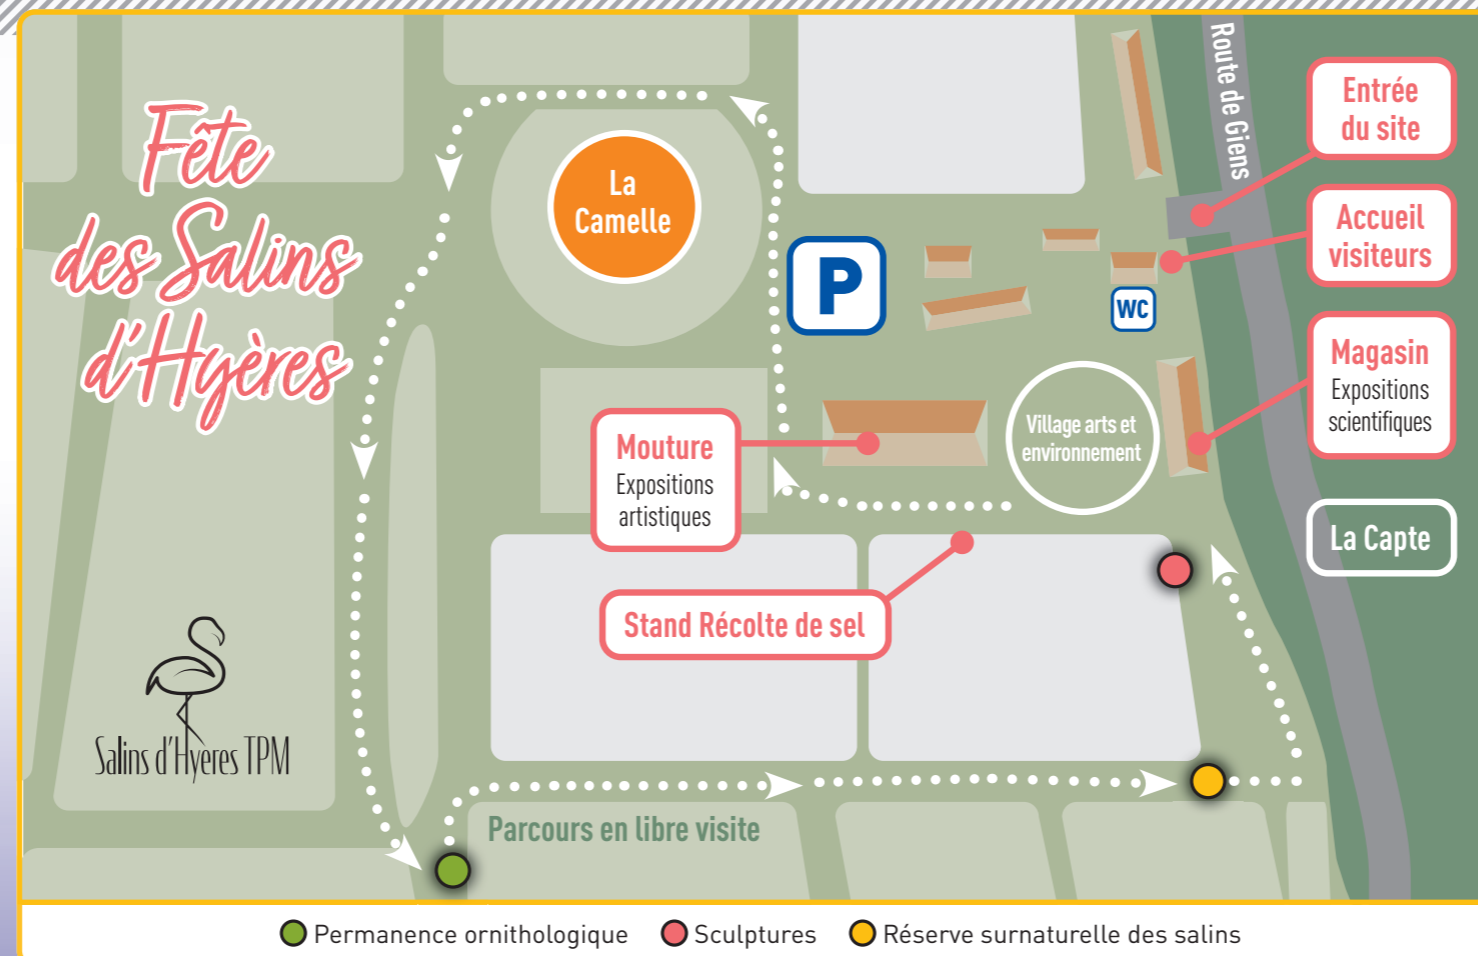 Fête
des Salins
d'Hyères
La
Camelle
P
WC
Route de Giens
Entrée
du site
Accueil
visiteurs
Magasin
Expositions
scientifiques
Village arts et
environnement
Mouture
Expositions
artistiques
La Capte
Stand Récolte de sel
Salins d'Hyères TPM
Parcours en libre visite
Permanence ornithologique
Sculptures
Réserve surnaturelle des salins